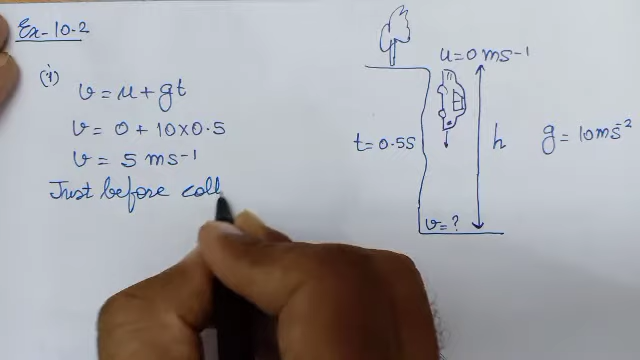 Ex-10.2
(i)
v = u + gt
v = 0 + 10×0.5
v = 5 ms-1
Just before coll
u = 0 ms-1
t = 0.5s
h
g = 10ms-2
v = ?